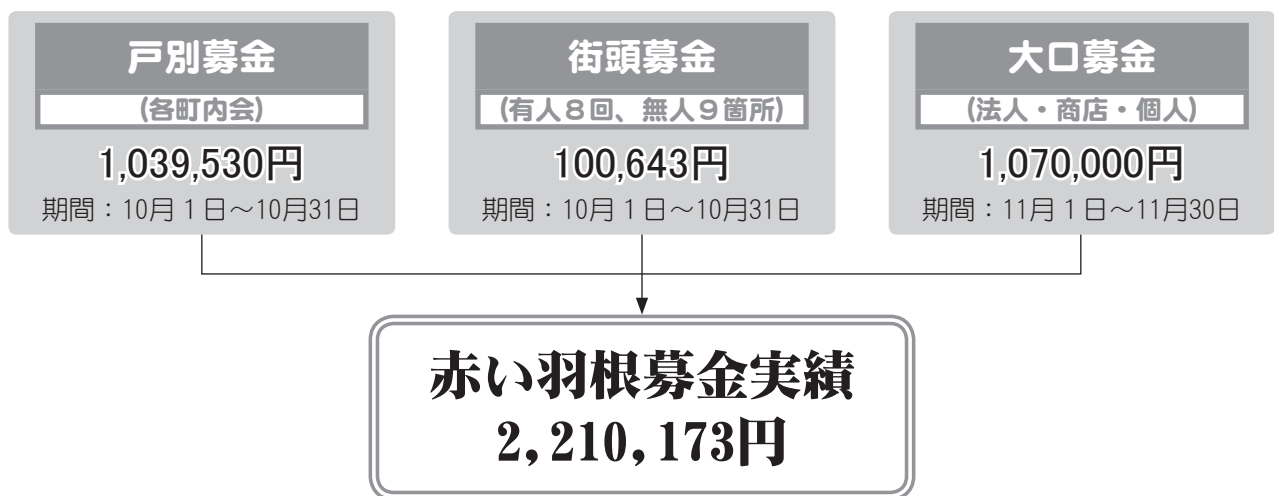 戸別募金
(各町内会)
1,039,530円
期間：10月１日～10月31日
街頭募金
(有人８回、無人９箇所)
100,643円
期間：10月１日～10月31日
大口募金
(法人・商店・個人)
1,070,000円
期間：11月１日～11月30日
赤い羽根募金実績
2,210,173円